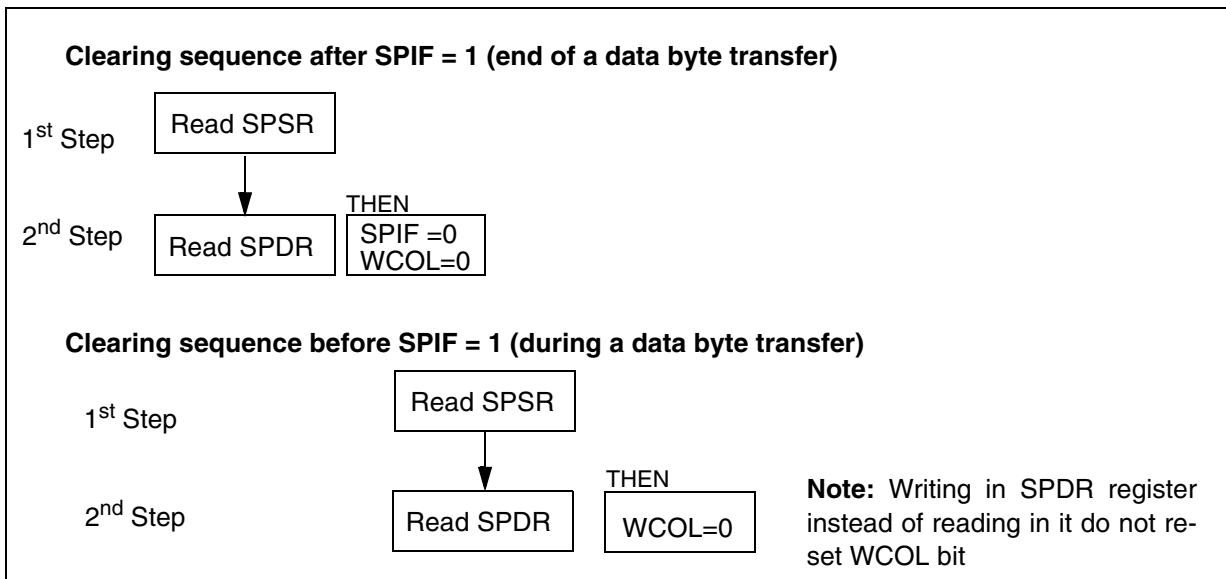 Clearing sequence after SPIF = 1 (end of a data byte transfer)
1st Step
Read SPSR
THEN
2nd Step
Read SPDR
SPIF =0
WCOL=0
Clearing sequence before SPIF = 1 (during a data byte transfer)
1st Step
Read SPSR
THEN
2nd Step
Read SPDR
WCOL=0
Note: Writing in SPDR register
instead of reading in it do not re-
set WCOL bit